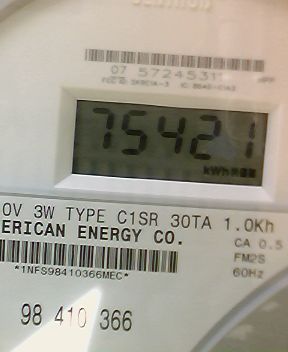 07 57245311
75421
kWh
0V 3W TYPE C1SR 30TA 1.0Kh
ERICAN ENERGY CO.
CA 0.5
FM2S
60Hz
*1NFS98410366MEC*
98 410 366